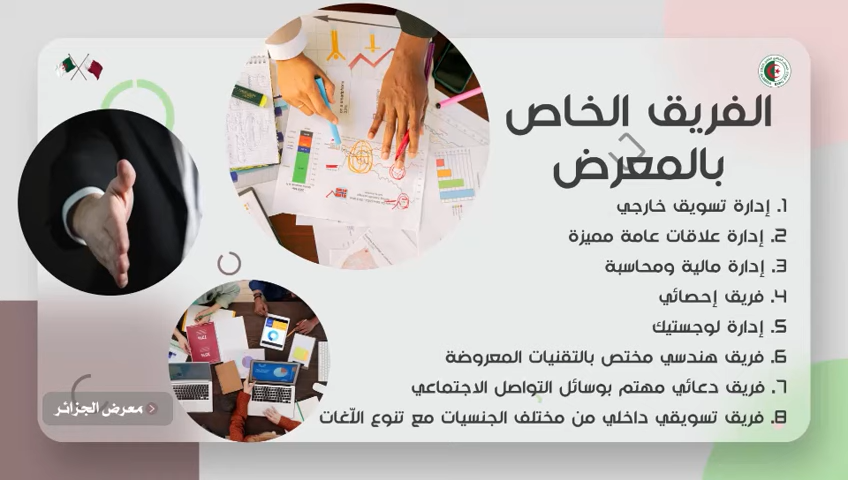 الفريق الخاص
بالمعرض
1. إدارة تسويق خارجي
2. إدارة علاقات عامة مميزة
3. إدارة مالية ومحاسبة
4. فريق إحصائي
5. إدارة لوجستيك
6. فريق هندسي مختص بالتقنيات المعروضة
7. فريق دعائي مهتم بوسائل التواصل الاجتماعي
8. فريق تسويقي داخلي من مختلف الجنسيات مع تنوع اللّغات
معرض الجزائر